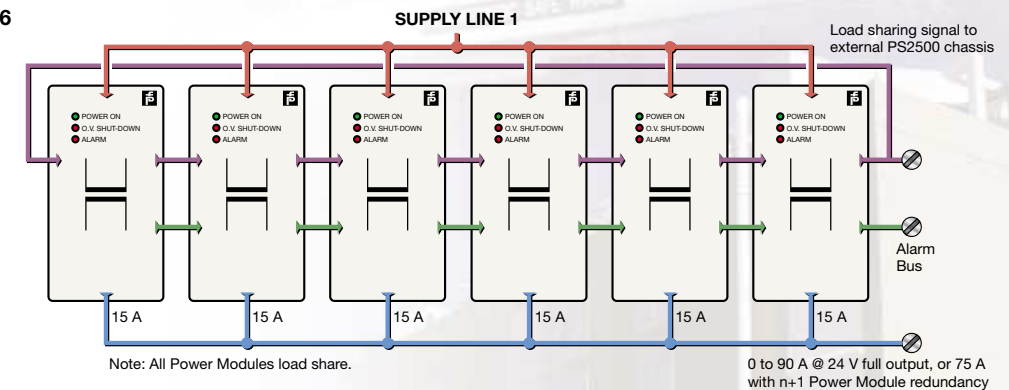 6
SUPPLY LINE 1
Load sharing signal to
external PS2500 chassis
POWER ON
O.V. SHUT-DOWN
ALARM
POWER ON
O.V. SHUT-DOWN
ALARM
POWER ON
O.V. SHUT-DOWN
ALARM
POWER ON
O.V. SHUT-DOWN
ALARM
POWER ON
O.V. SHUT-DOWN
ALARM
POWER ON
O.V. SHUT-DOWN
ALARM
Alarm
Bus
15 A
15 A
15 A
15 A
15 A
15 A
Note: All Power Modules load share.
0 to 90 A @ 24 V full output, or 75 A
with n+1 Power Module redundancy